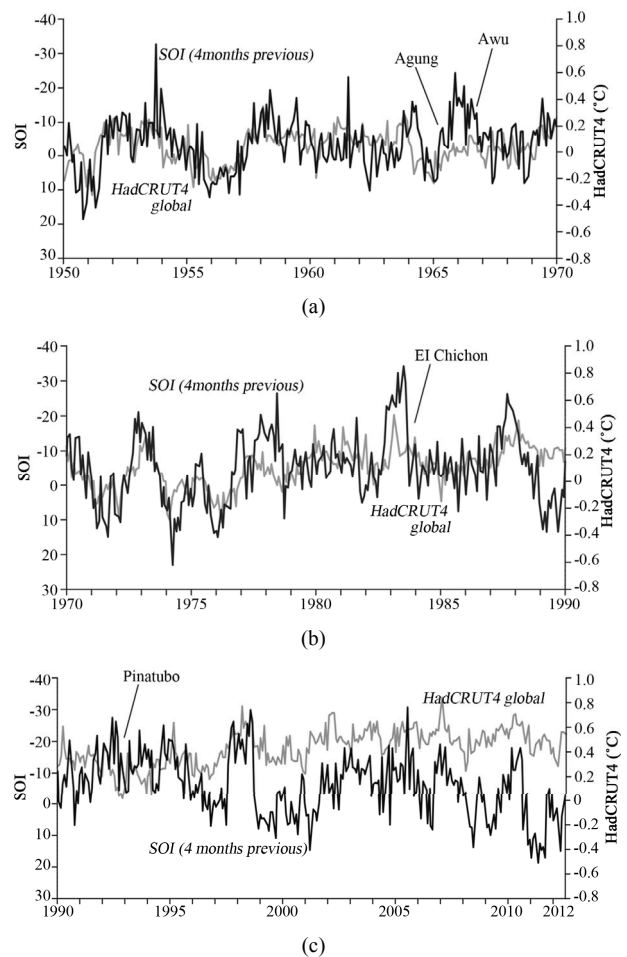 -40
-30
-20
-10
0
10
20
30
SOI
SOI (4months previous)
Agung
Awu
HadCRUT4
global
1.0
0.8
0.6
0.4
0.2
0
-0.2
-0.4
-0.6
-0.8
HadCRUT4 (°C)
1950 1955 1960 1965 1970
(a)
-40
-30
-20
-10
0
10
20
30
SOI
SOI (4months previous)
EI Chichon
HadCRUT4
global
1.0
0.8
0.6
0.4
0.2
0
-0.2
-0.4
-0.6
-0.8
HadCRUT4 (°C)
1970 1975 1980 1985 1990
(b)
-40
-30
-20
-10
0
10
20
30
SOI
Pinatubo
HadCRUT4 global
SOI (4 months previous)
1.0
0.8
0.6
0.4
0.2
0
-0.2
-0.4
-0.6
-0.8
HadCRUT4 (°C)
1990 1995 2000 2005 2010 2012
(c)